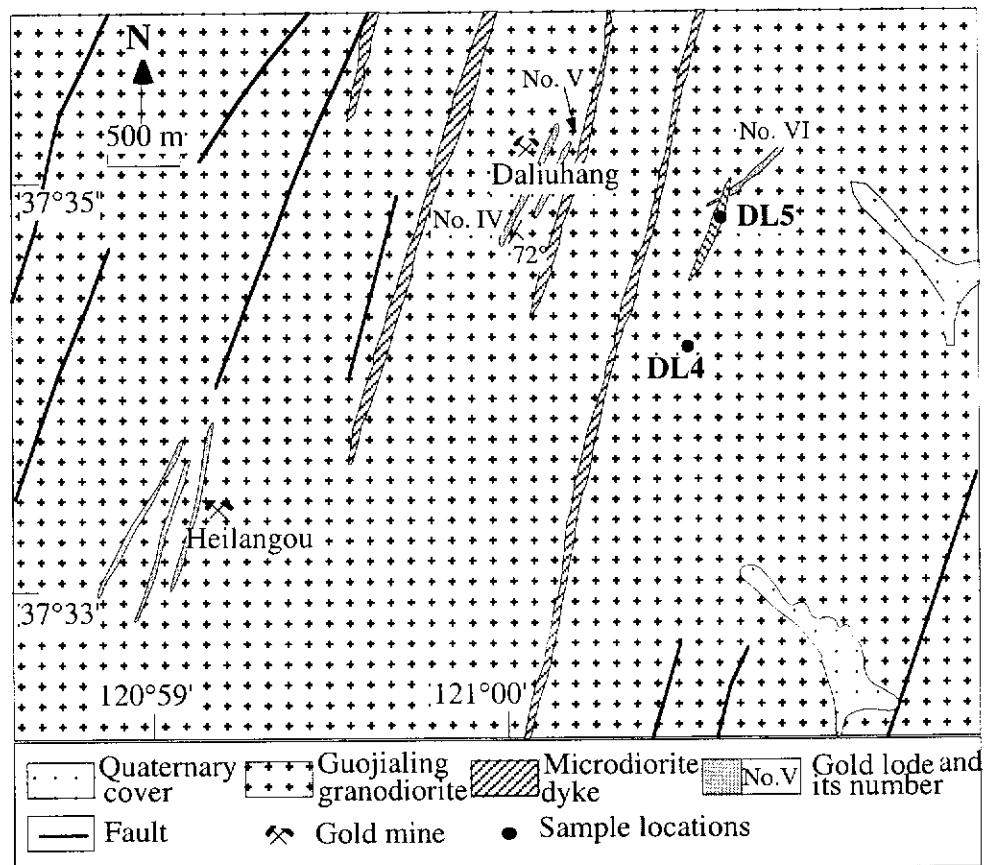 N
500 m
37°35"
No. V
No. VI
Daliuhang
No. IV
72°
DL5
DL4
Heilangou
37°33"
120°59'
121°00'
Quaternary cover
Guojialing granodiorite
Microdiorite dyke
No.V
Gold lode and its number
Fault
Gold mine
Sample locations